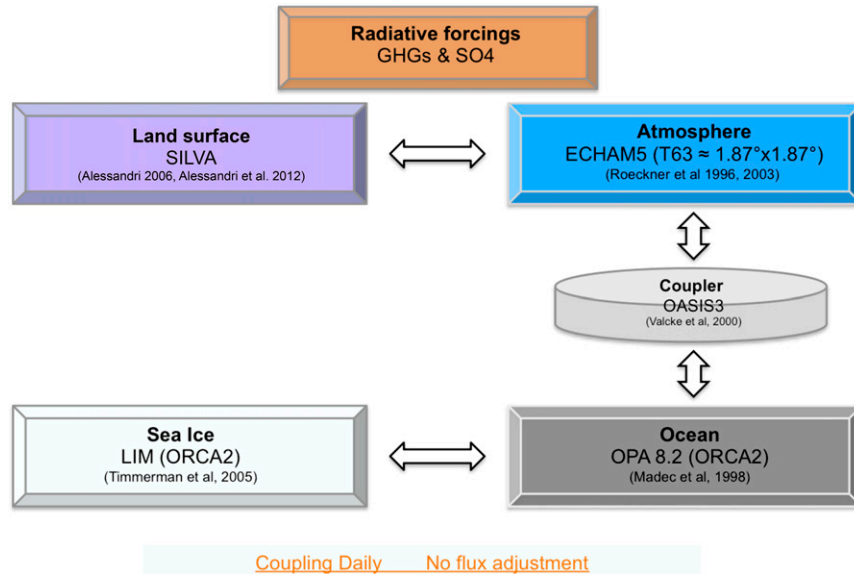 Radiative forcings
GHGs & SO4
Land surface
SILVA
(Alessandri 2006, Alessandri et al. 2012)
Atmosphere
ECHAM5 (T63 ≈ 1.87°x1.87°)
(Roeckner et al 1996, 2003)
Coupler
OASIS3
(Valcke et al, 2000)
Sea Ice
LIM (ORCA2)
(Timmerman et al, 2005)
Ocean
OPA 8.2 (ORCA2)
(Madec et al, 1998)
Coupling Daily No flux adjustment